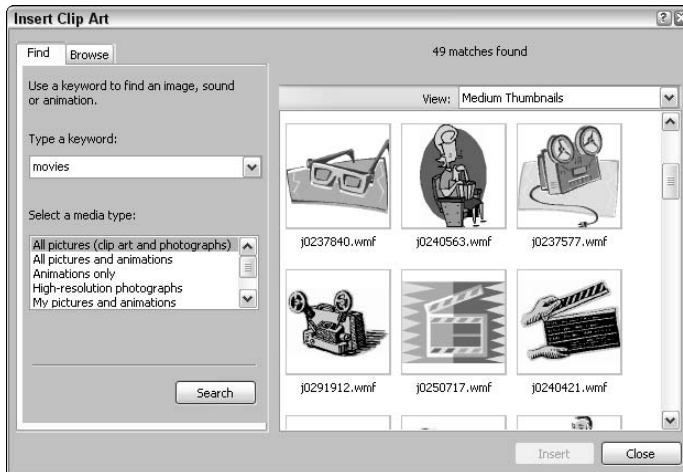 Insert Clip Art
Find
Browse
49 matches found
Use a keyword to find an image, sound
or animation.
View: Medium Thumbnails
Type a keyword:
movies
Select a media type:
All pictures (clip art and photographs)
All pictures and animations
Animations only
High-resolution photographs
My pictures and animations
Search
j0237840.wmf
j0240563.wmf
j0237577.wmf
j0291912.wmf
j0250717.wmf
j0240421.wmf
Insert
Close